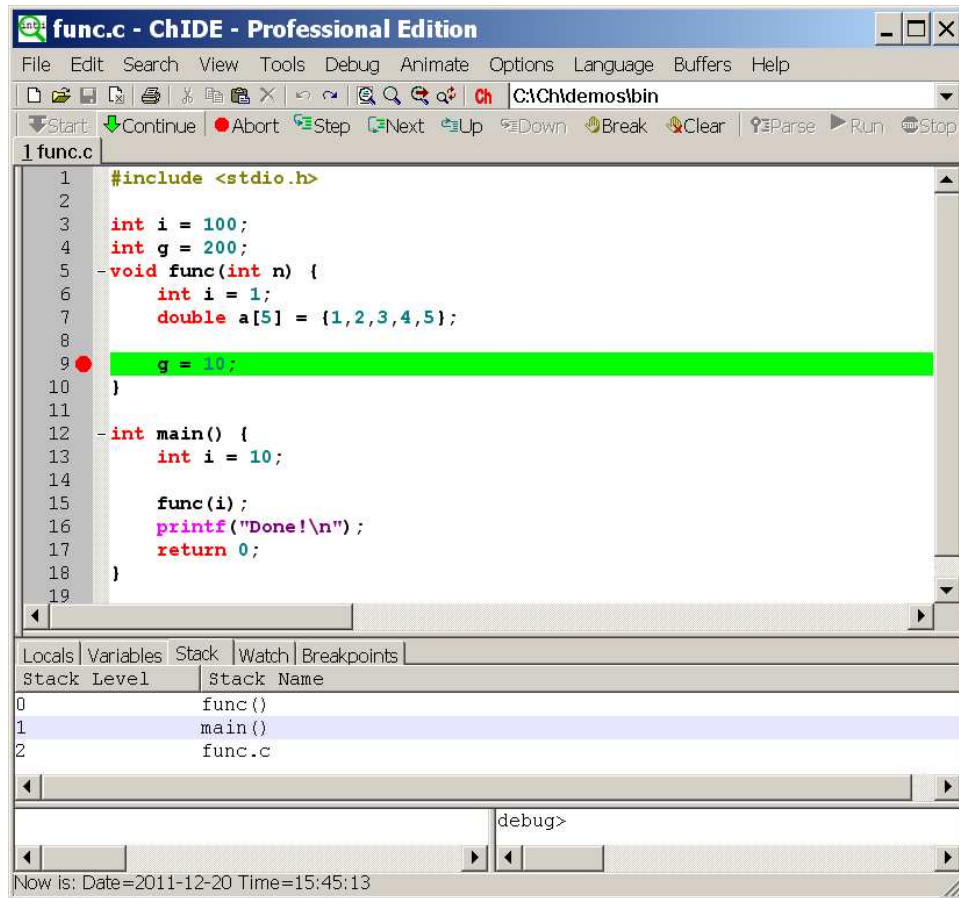 func.c - ChIDE - Professional Edition
File Edit Search View Tools Debug Animate Options Language Buffers Help
Ch C:\Ch\demos\bin
Start Continue Abort Step Next Up Down Break Clear Parse Run Stop
1 func.c
1 #include <stdio.h>
2
3 int i = 100;
4 int g = 200;
5 void func(int n) {
6 int i = 1;
7 double a[5] = {1,2,3,4,5};
8
9 g = 10;
10 }
11
12 int main() {
13 int i = 10;
14
15 func(i);
16 printf("Done!\n");
17 return 0;
18 }
19
Locals Variables Stack Watch Breakpoints
Stack Level Stack Name
0 func()
1 main()
2 func.c
debug>
Now is: Date=2011-12-20 Time=15:45:13